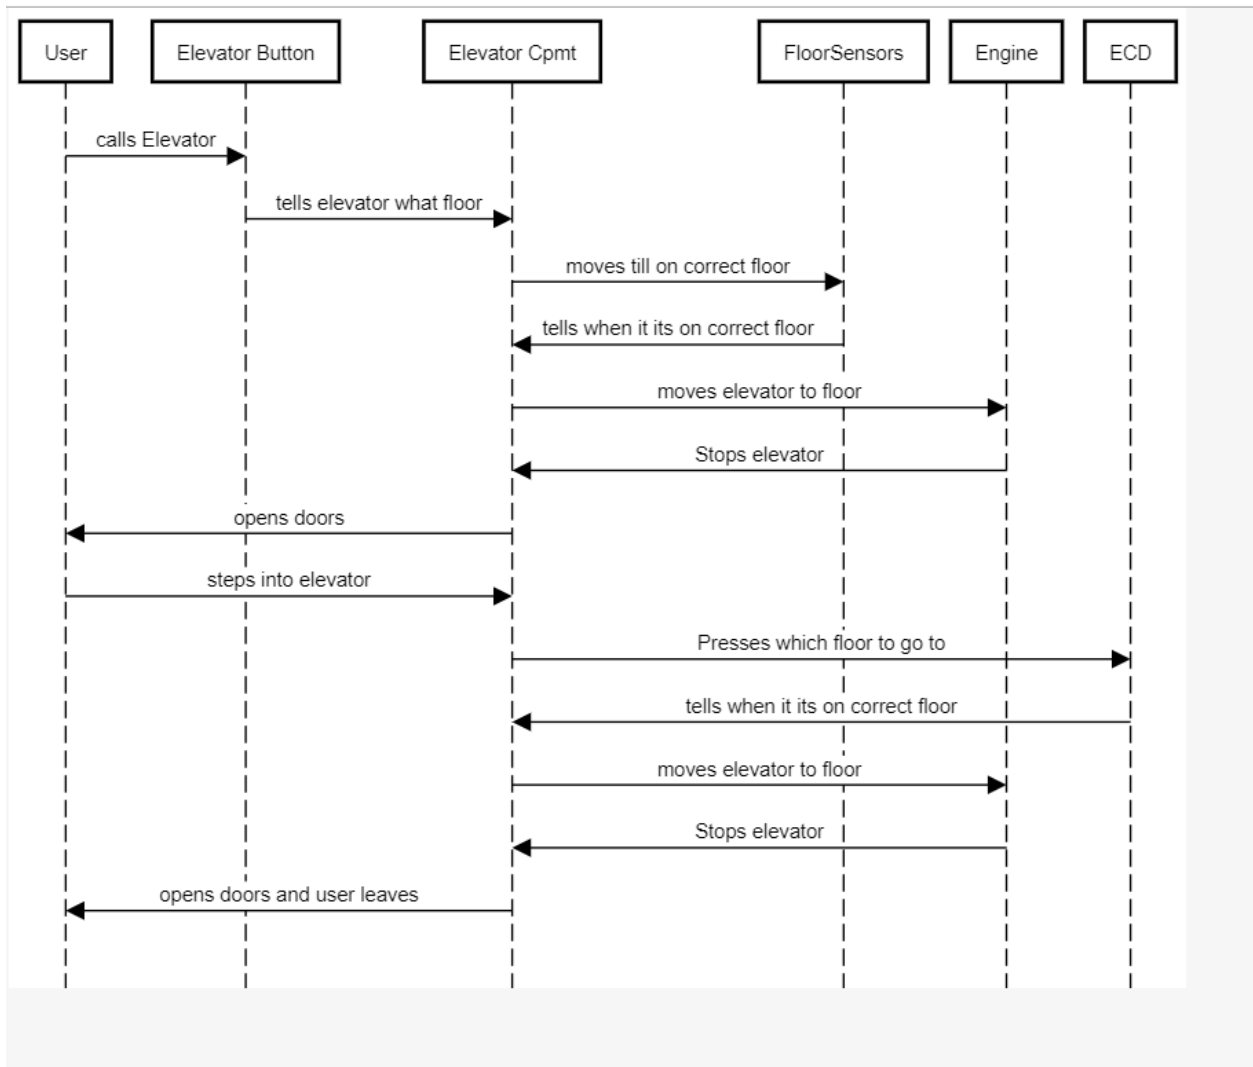 User
Elevator Button
Elevator Cpmt
FloorSensors
Engine
ECD
calls Elevator
tells elevator what floor
moves till on correct floor
tells when it its on correct floor
moves elevator to floor
Stops elevator
opens doors
steps into elevator
Presses which floor to go to
tells when it its on correct floor
moves elevator to floor
Stops elevator
opens doors and user leaves